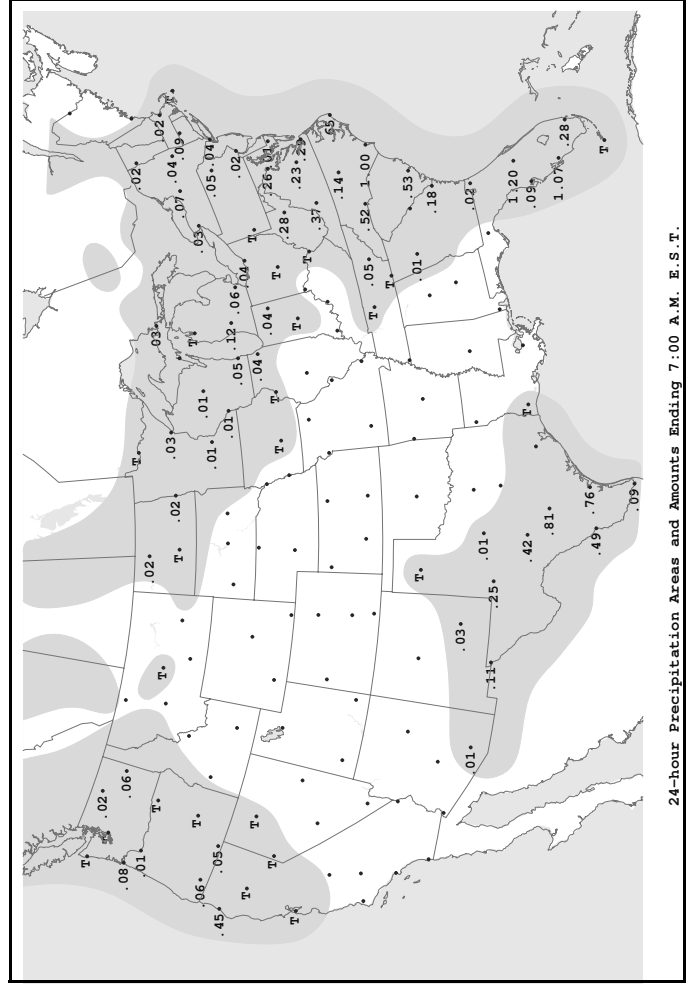 T
.02
.08
.06
T
.02
.01
.02
T
.03
.02
T
.03
T
.04
.02
.09
.07
T
T
T
.06
.03
.01
.04
.05
.01
.05
.45
.01
.12
.06
.02
.05
.04
T
T
T
.04
.04
.26
.01
T
T
T
T
.28
T
.23
T
.29
T
.37
.65
.14
.52
1.00
.05
T
T
.53
.01
T
.18
.03
.02
.01
.01
.11
.25
1.20
.42
T
.09
.81
1.07
.28
.76
.49
T
.09
24-hour Precipitation Areas and Amounts Ending 7:00 A.M. E.S.T.